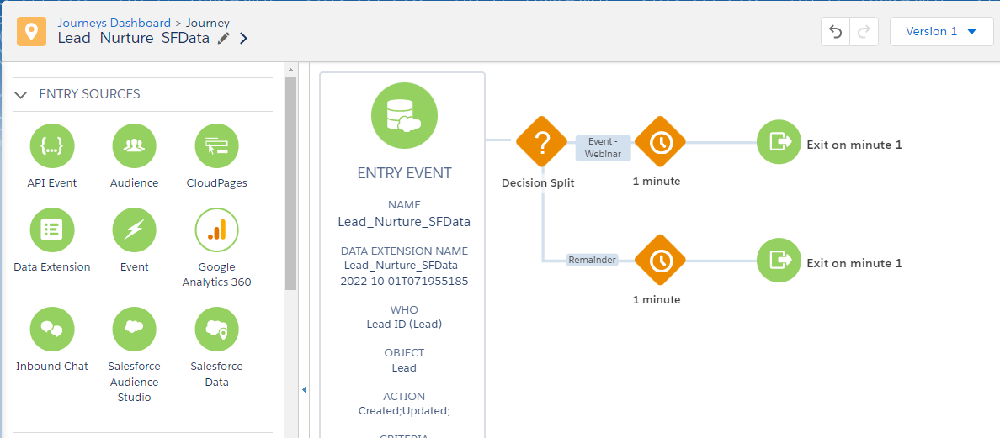 Journeys Dashboard > Journey
Lead_Nurture_SFData
Version 1
ENTRY SOURCES
{...}
API Event
Audience
CloudPages
Data Extension
Event
Google
Analytics 360
Inbound Chat
Salesforce
Audience
Studio
Salesforce
Data
ENTRY EVENT
NAME
Lead_Nurture_SFData
DATA EXTENSION NAME
Lead_Nurture_SFData -
2022-10-01T071955185
WHO
Lead ID (Lead)
OBJECT
Lead
ACTION
Created;Updated;
CRITERIA
?
Decision Split
Event -
Webinar
1 minute
Exit on minute 1
Remainder
1 minute
Exit on minute 1